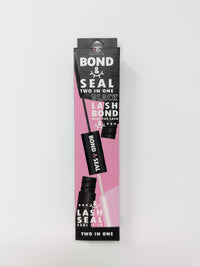 BOND
&
SEAL
TWO IN ONE
BLACK
LASH
BOND
BOND & SEAL
&
LASH
SEAL
TWO IN ONE